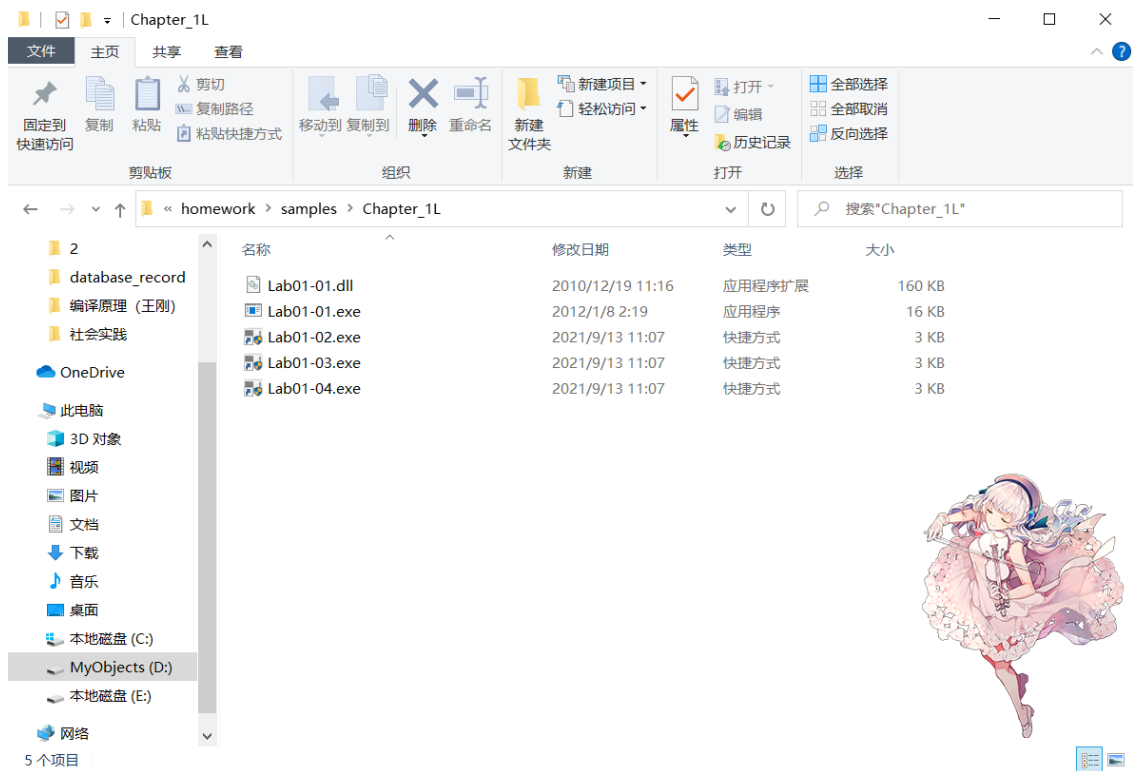 Chapter_1L
文件 主页 共享 查看
固定到
快速访问
复制
粘贴
剪切
复制路径
粘贴快捷方式
剪贴板
移动到
复制到
删除
重命名
组织
新建
文件夹
新建项目
轻松访问
新建
属性
打开
编辑
历史记录
打开
全部选择
全部取消
反向选择
选择
« homework › samples › Chapter_1L
搜索"Chapter_1L"
2
database_record
编译原理（王刚）
社会实践
OneDrive
此电脑
3D 对象
视频
图片
文档
下载
音乐
桌面
本地磁盘 (C:)
MyObjects (D:)
本地磁盘 (E:)
网络
名称 修改日期 类型 大小
Lab01-01.dll 2010/12/19 11:16 应用程序扩展 160 KB
Lab01-01.exe 2012/1/8 2:19 应用程序 16 KB
Lab01-02.exe 2021/9/13 11:07 快捷方式 3 KB
Lab01-03.exe 2021/9/13 11:07 快捷方式 3 KB
Lab01-04.exe 2021/9/13 11:07 快捷方式 3 KB
5 个项目